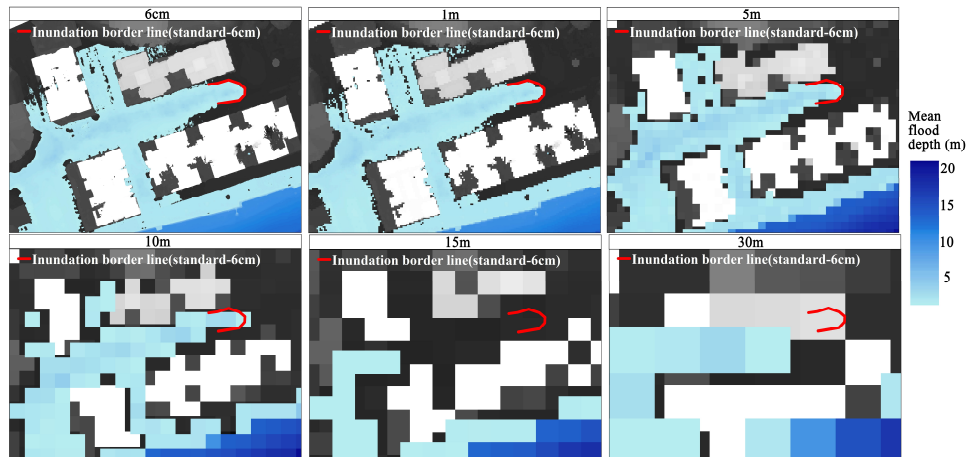 6cm
Inundation border line(standard-6cm)
1m
Inundation border line(standard-6cm)
5m
Inundation border line(standard-6cm)
Mean
flood
depth (m)
20
15
10
5
10m
Inundation border line(standard-6cm)
15m
Inundation border line(standard-6cm)
30m
Inundation border line(standard-6cm)